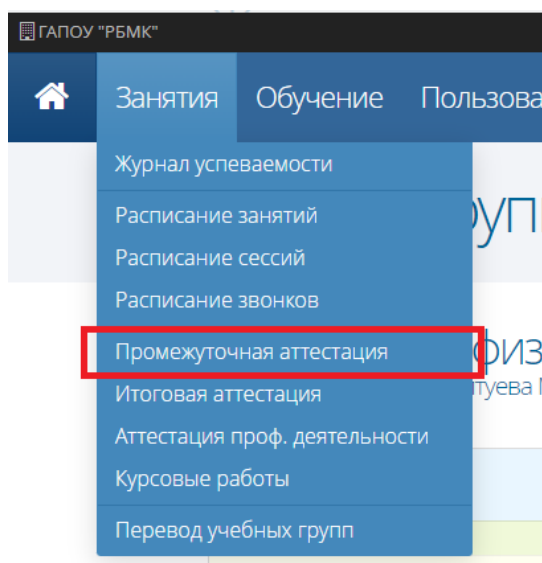 ГАПОУ "РБМК"
Занятия Обучение Пользова
Журнал успеваемости
Расписание занятий
Расписание сессий
Расписание звонков
Промежуточная аттестация
Итоговая аттестация
Аттестация проф. деятельности
Курсовые работы
Перевод учебных групп